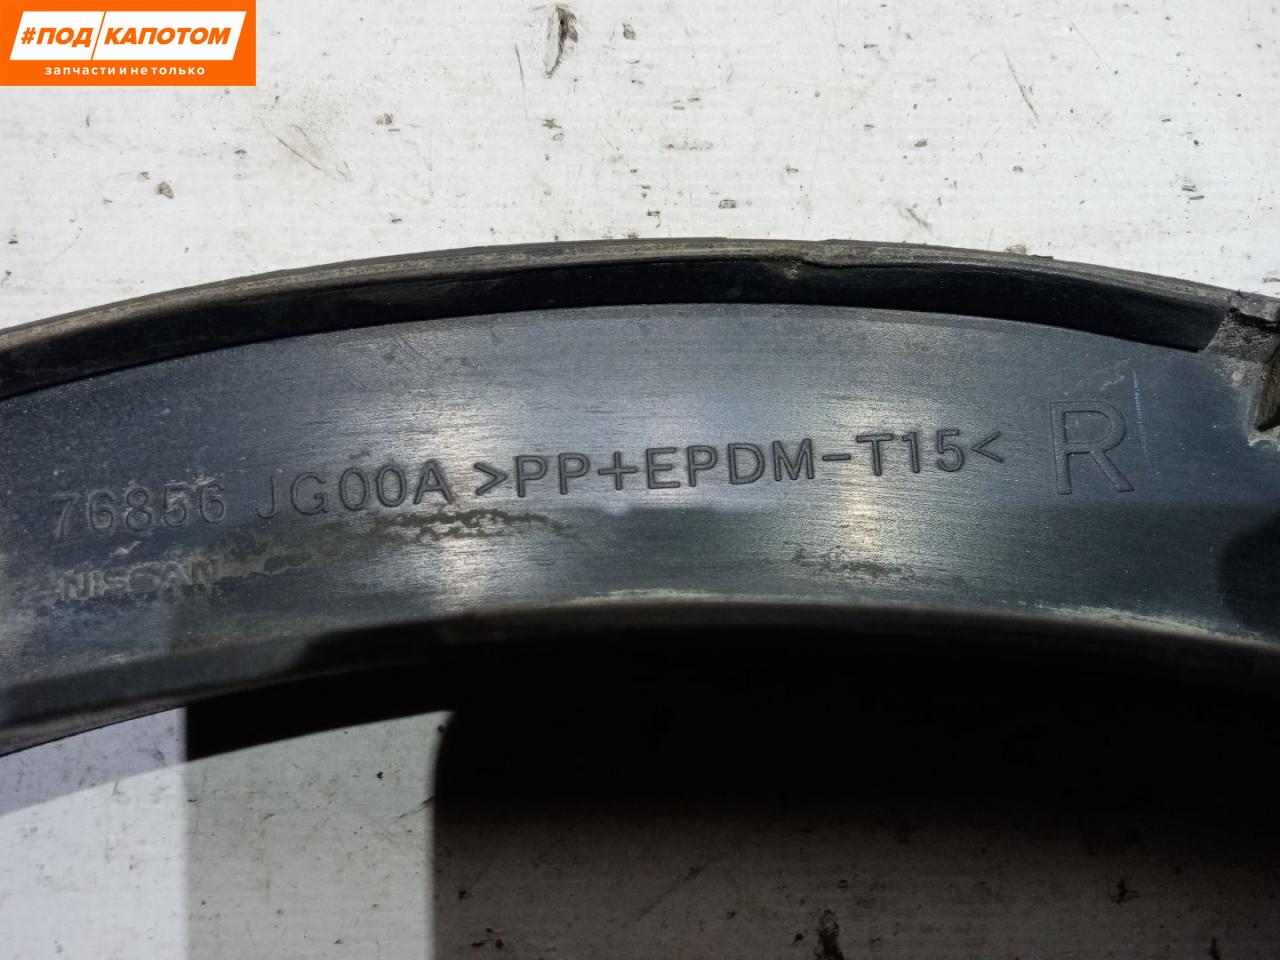 #ПОД/КАПОТОМ
запчасти и не только
76856 JG00A >PP+EPDM-T15< R
NISSAN